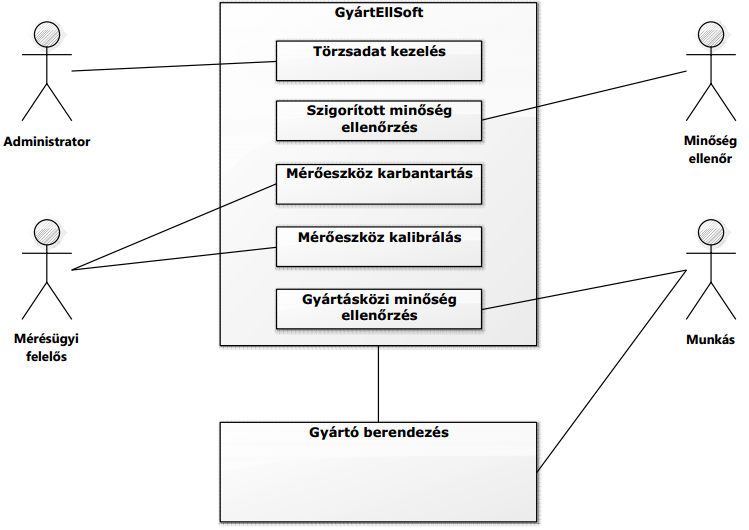 GyártEllSoft
Törzsadat kezelés
Szigorított minőség
ellenőrzés
Mérőeszköz karbantartás
Mérőeszköz kalibrálás
Gyártásközi minőség
ellenőrzés
Administrator
Minőség
ellenőr
Mérésügyi
felelős
Munkás
Gyártó berendezés